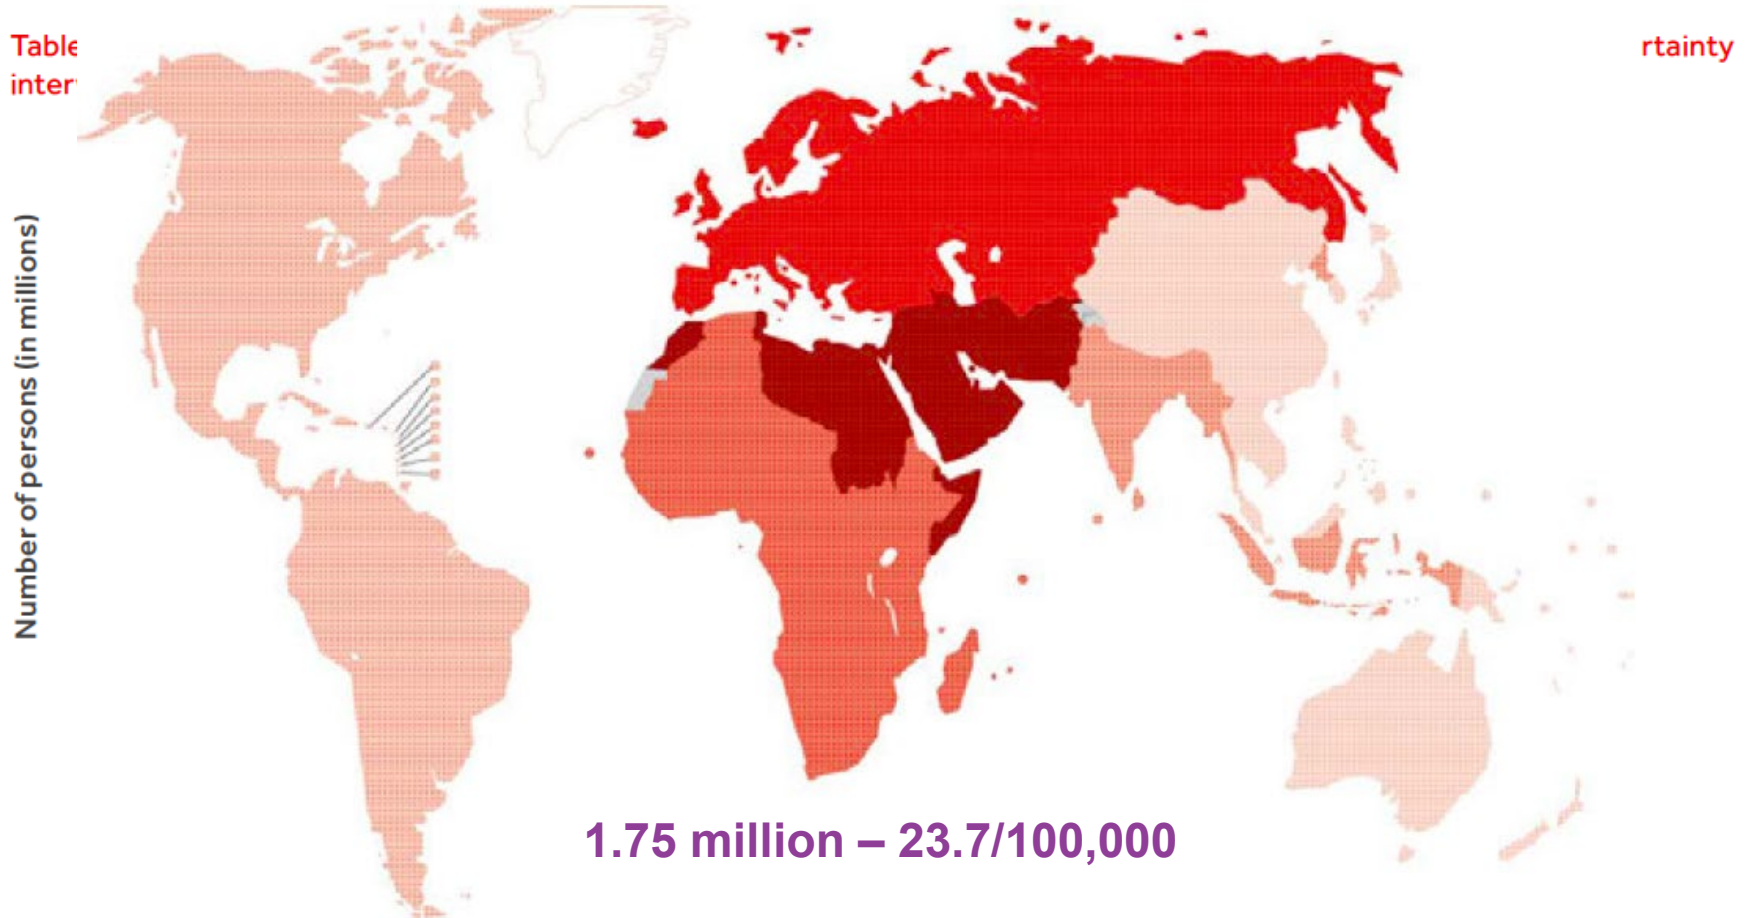 Table
rtainty
inter
Number of persons (in millions)
1.75 million – 23.7/100,000